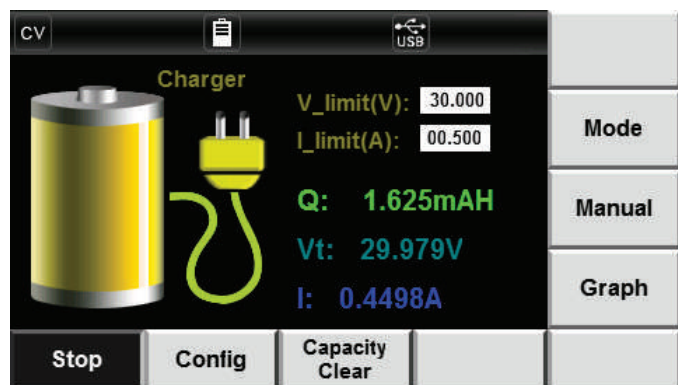 CV
USB
Charger
V_limit(V): 30.000
I_limit(A): 00.500
Q: 1.625mAH
Vt: 29.979V
I: 0.4498A
Mode
Manual
Graph
Stop
Config
Capacity
Clear